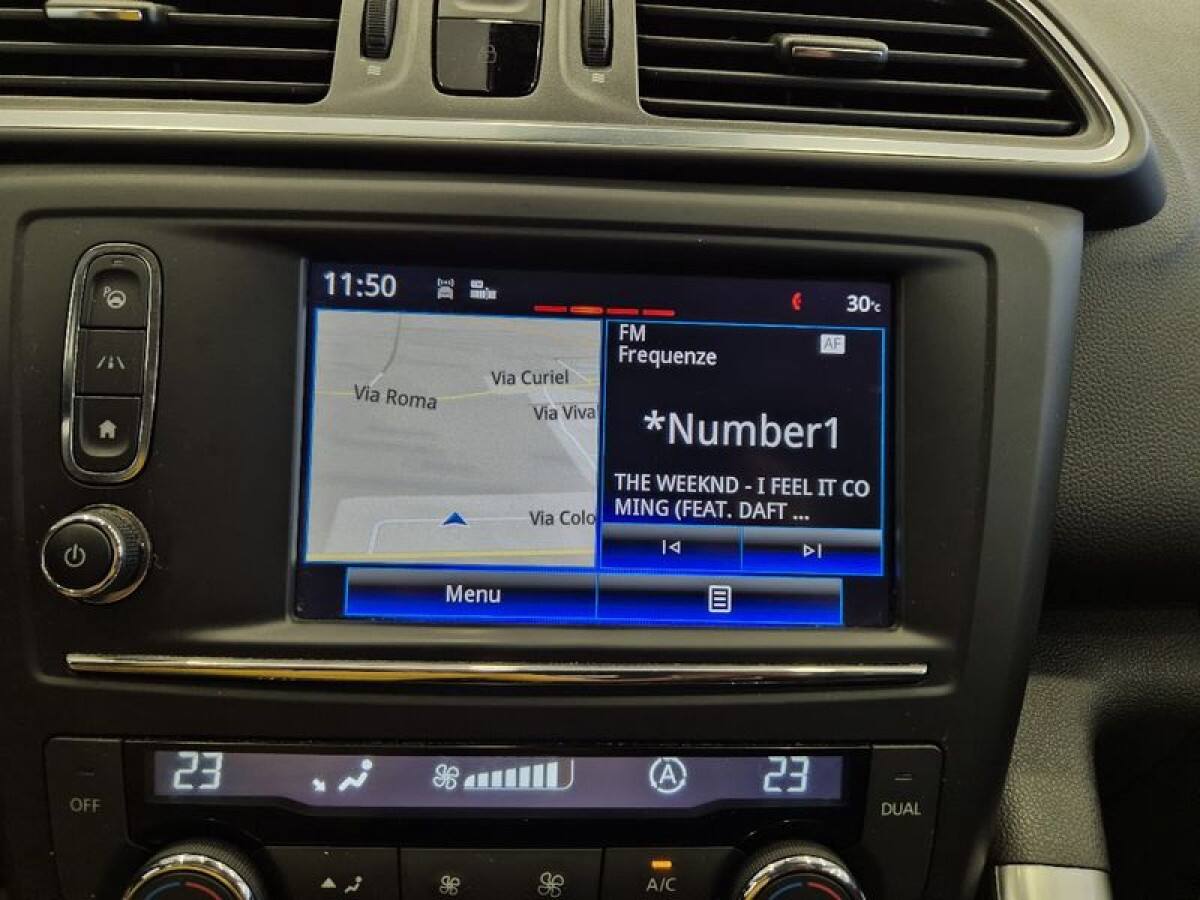 11:50
30°C
FM
Frequenze
AF
Via Curiel
Via Roma
Via Viva
*Number1
THE WEEKND - I FEEL IT CO
MING (FEAT. DAFT ...
Via Colo
Menu
23
A
23
OFF
DUAL
A/C